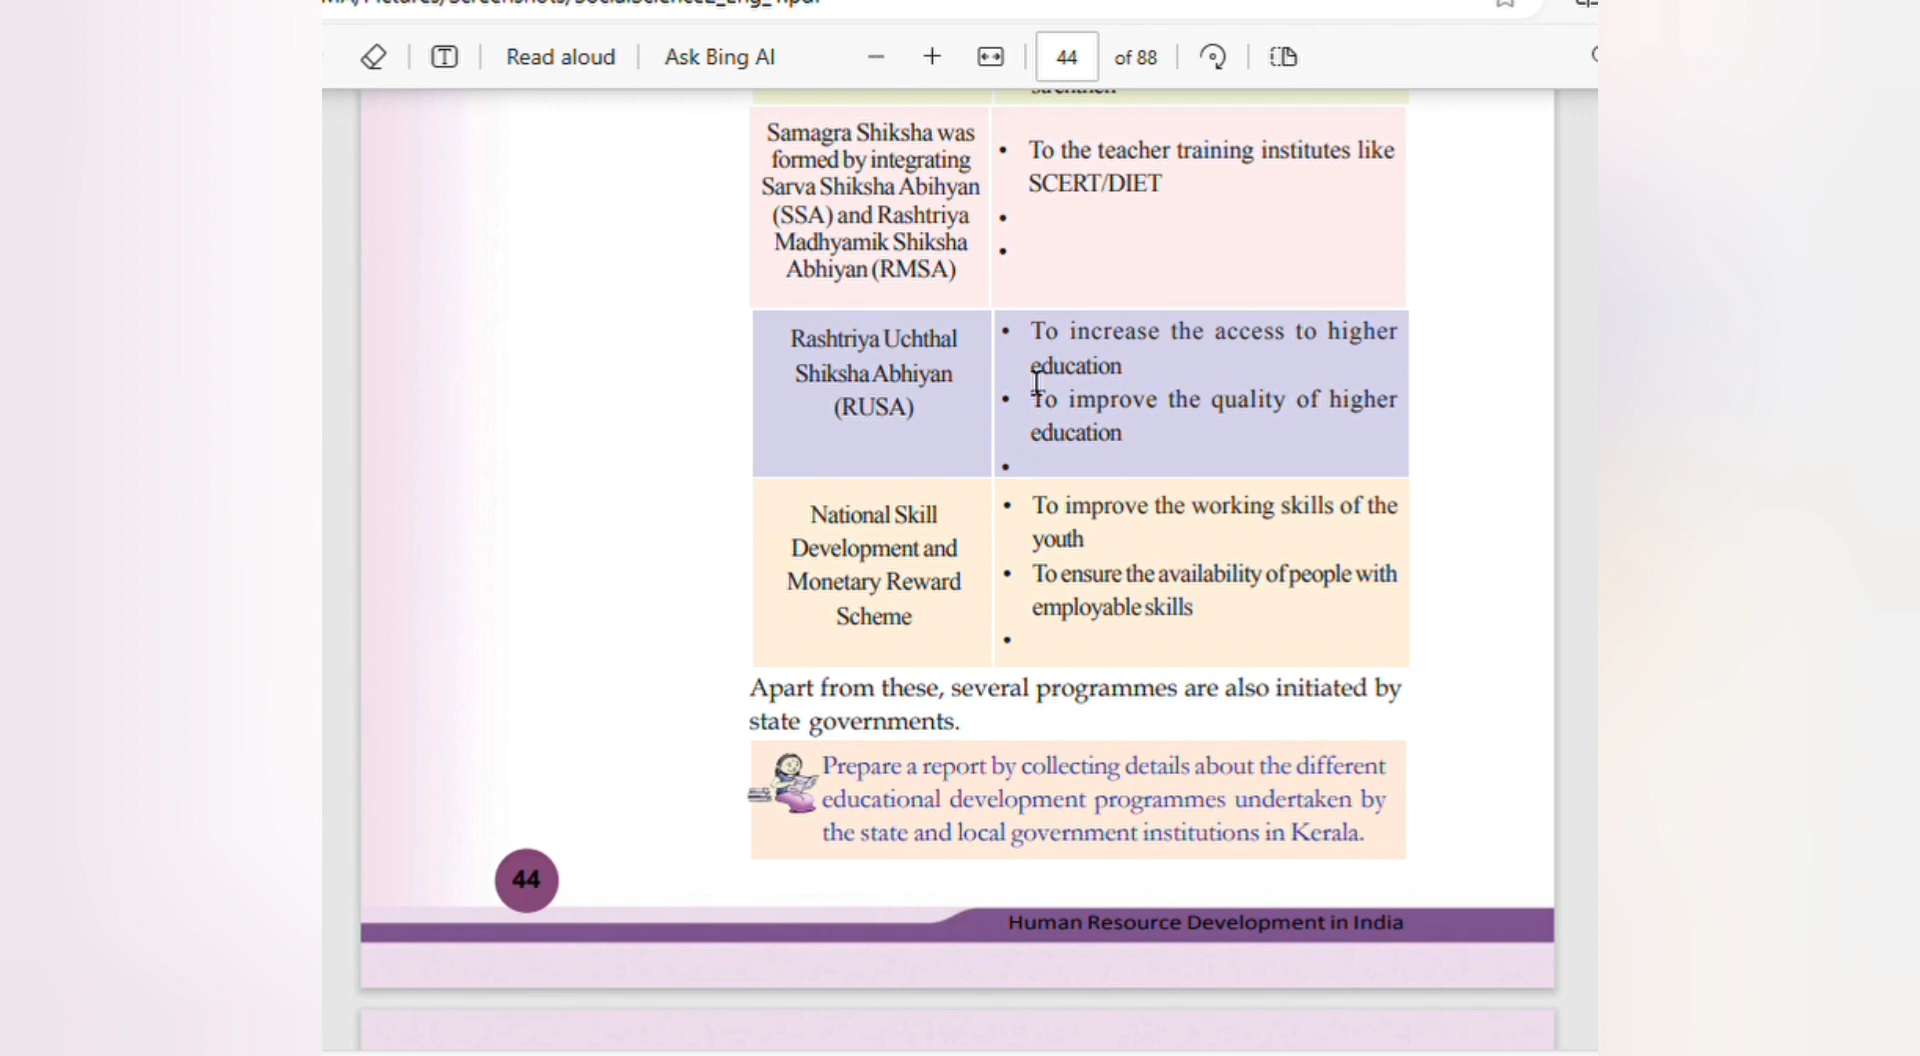 Read aloud
Ask Bing AI
44
of 88
Samagra Shiksha was
formed by integrating
Sarva Shiksha Abihyan
(SSA) and Rashtriya
Madhyamik Shiksha
Abhiyan (RMSA)
• To the teacher training institutes like
SCERT/DIET
•
•
Rashtriya Uchthal
Shiksha Abhiyan
(RUSA)
• To increase the access to higher
education
• To improve the quality of higher
education
•
National Skill
Development and
Monetary Reward
Scheme
• To improve the working skills of the
youth
• To ensure the availability of people with
employable skills
•
Apart from these, several programmes are also initiated by
state governments.
Prepare a report by collecting details about the different
educational development programmes undertaken by
the state and local government institutions in Kerala.
44
Human Resource Development in India